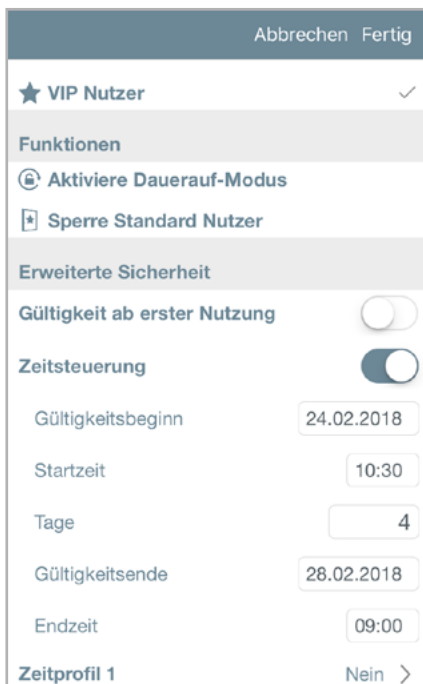 Abbrechen Fertig
VIP Nutzer
Funktionen
Aktiviere Dauerauf-Modus
Sperre Standard Nutzer
Erweiterte Sicherheit
Gültigkeit ab erster Nutzung
Zeitsteuerung
Gültigkeitsbeginn 24.02.2018
Startzeit 10:30
Tage 4
Gültigkeitsende 28.02.2018
Endzeit 09:00
Zeitprofil 1 Nein >